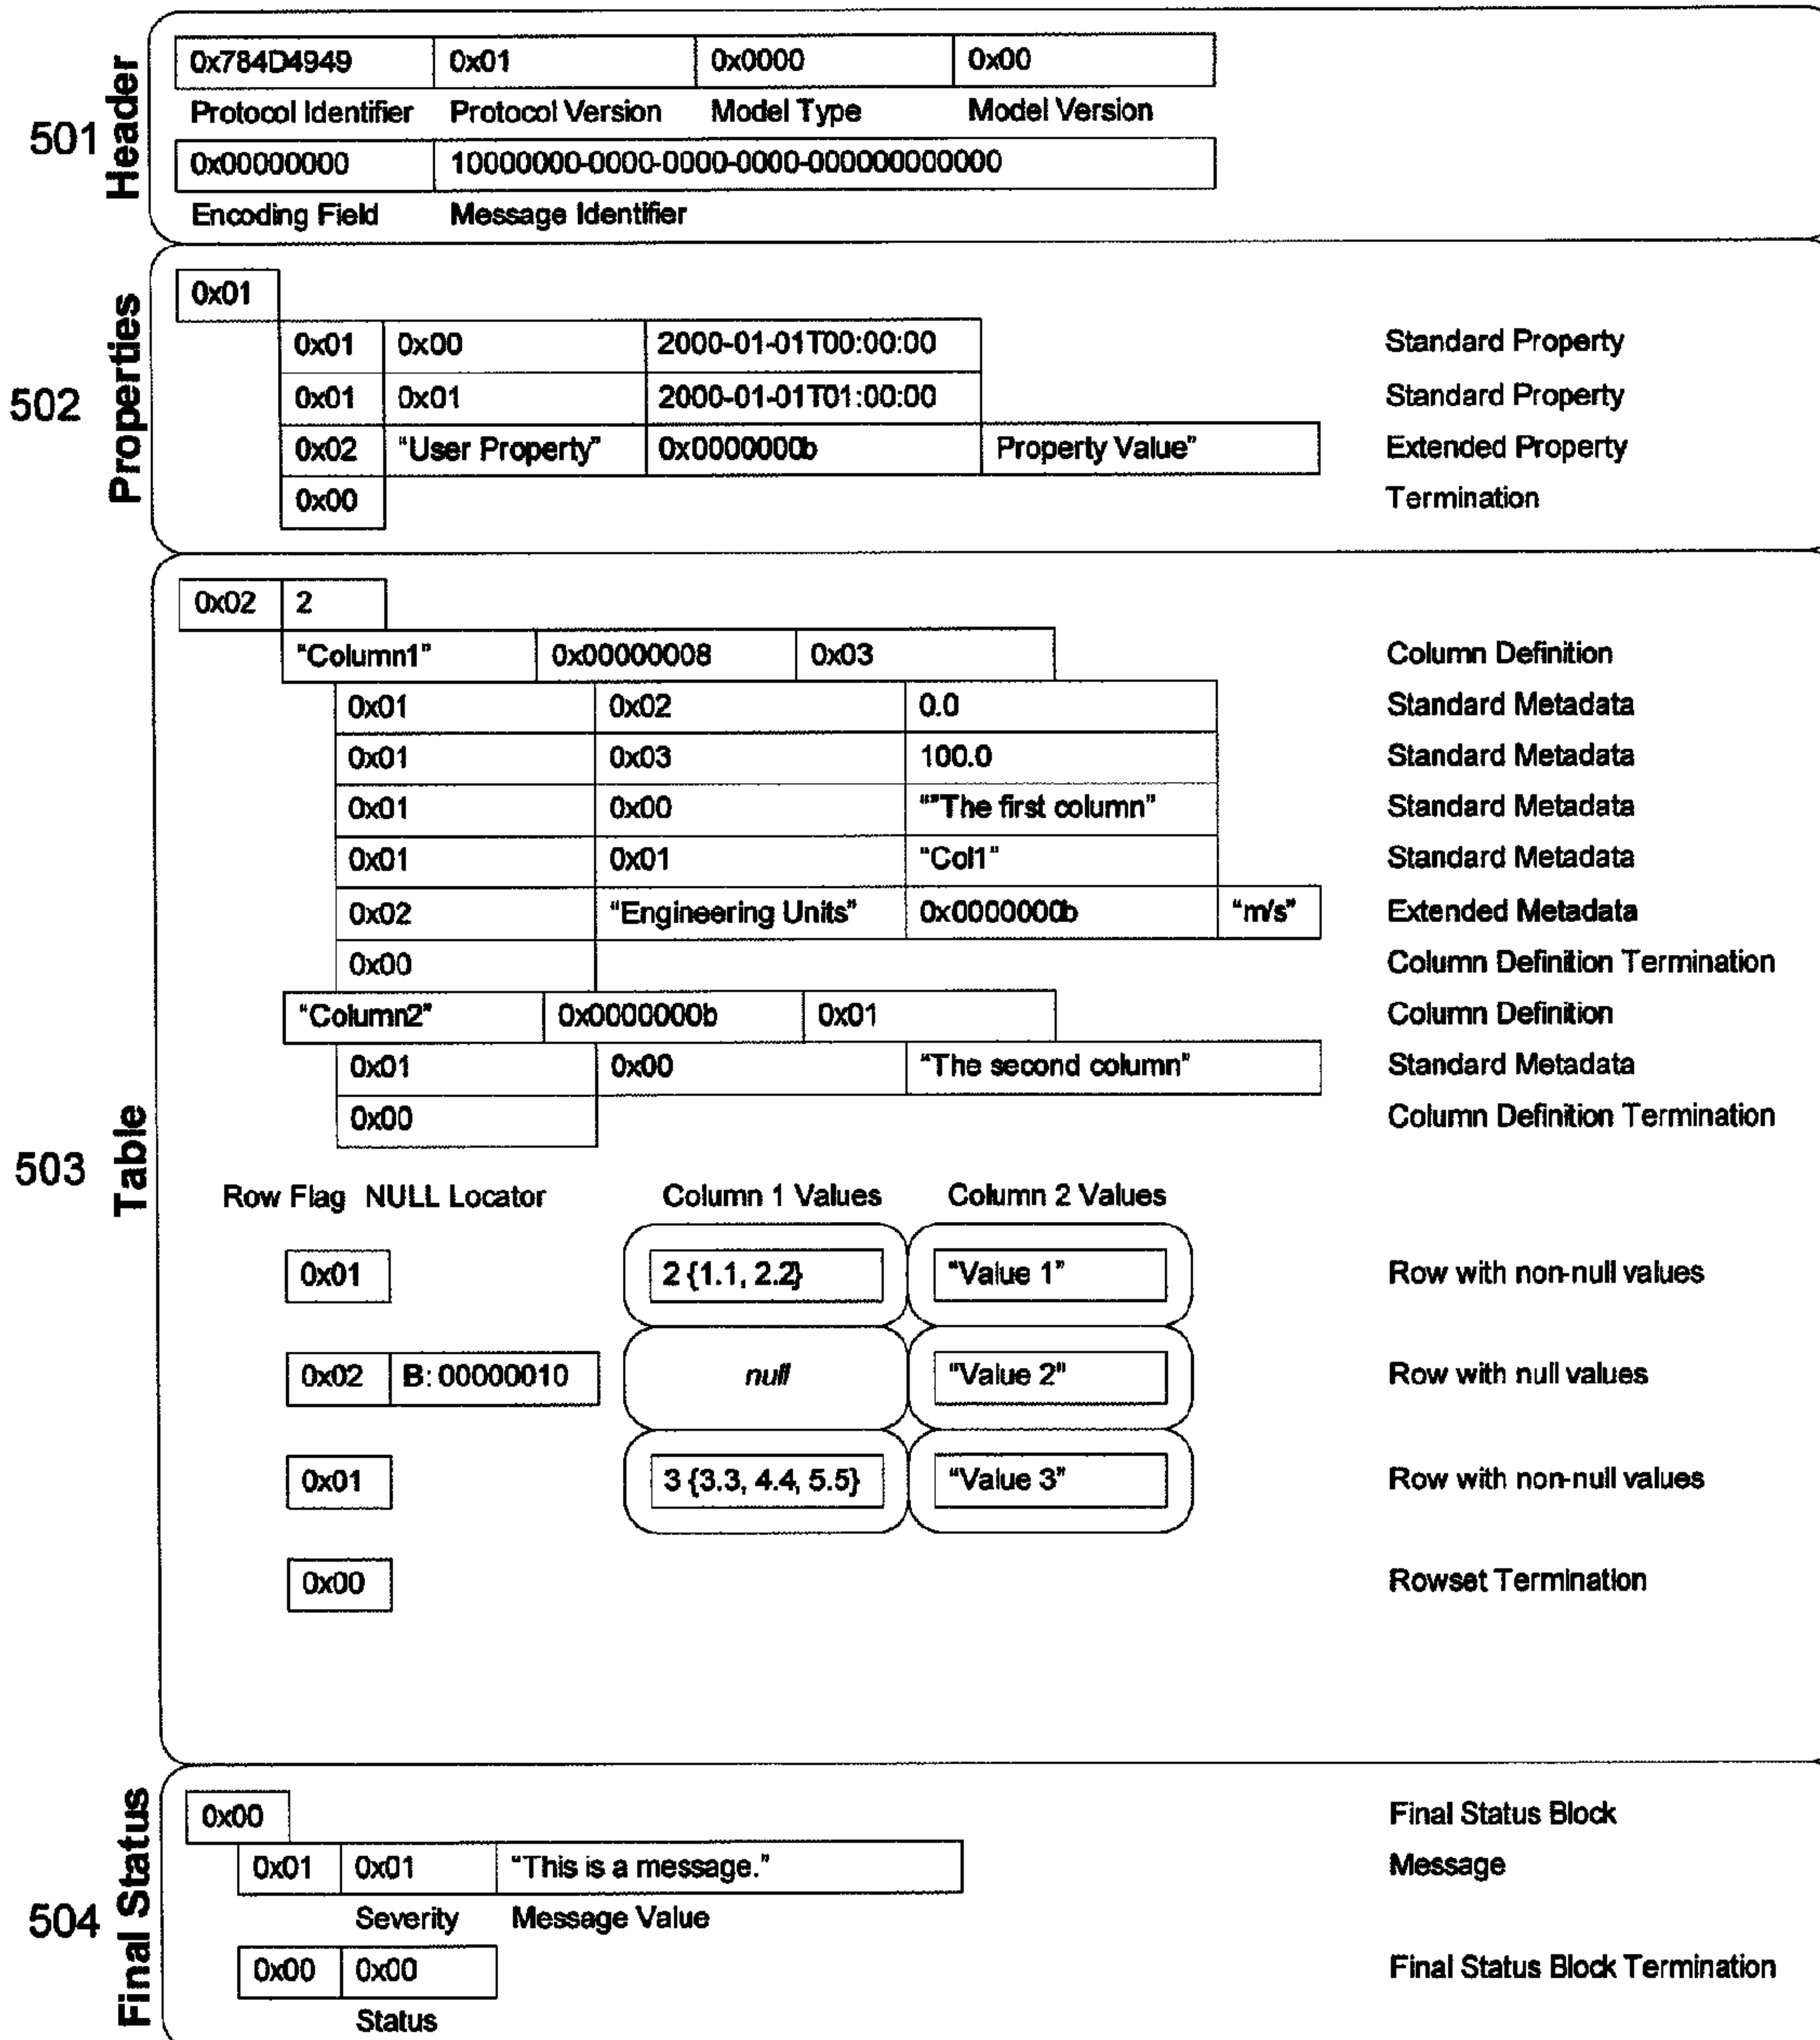 501 Header
0x784D4949 0x01 0x0000 0x00
Protocol Identifier Protocol Version Model Type Model Version
0x00000000 10000000-0000-0000-0000-000000000000
Encoding Field Message Identifier
502 Properties
0x01
0x01 0x00 2000-01-01T00:00:00 Standard Property
0x01 0x01 2000-01-01T01:00:00 Standard Property
0x02 "User Property" 0x0000000b Property Value" Extended Property
0x00 Termination
503 Table
0x02 2
"Column1" 0x00000008 0x03 Column Definition
0x01 0x02 0.0 Standard Metadata
0x01 0x03 100.0 Standard Metadata
0x01 0x00 ""The first column" Standard Metadata
0x01 0x01 "Col1" Standard Metadata
0x02 "Engineering Units" 0x0000000b "m/s" Extended Metadata
0x00 Column Definition Termination
"Column2" 0x0000000b 0x01 Column Definition
0x01 0x00 "The second column" Standard Metadata
0x00 Column Definition Termination
Row Flag NULL Locator Column 1 Values Column 2 Values
0x01 2 {1.1, 2.2} "Value 1" Row with non-null values
0x02 B: 00000010 null "Value 2" Row with null values
0x01 3 {3.3, 4.4, 5.5} "Value 3" Row with non-null values
0x00 Rowset Termination
504 Final Status
0x00 Final Status Block
0x01 0x01 "This is a message." Message
Severity Message Value
0x00 0x00 Final Status Block Termination
Status